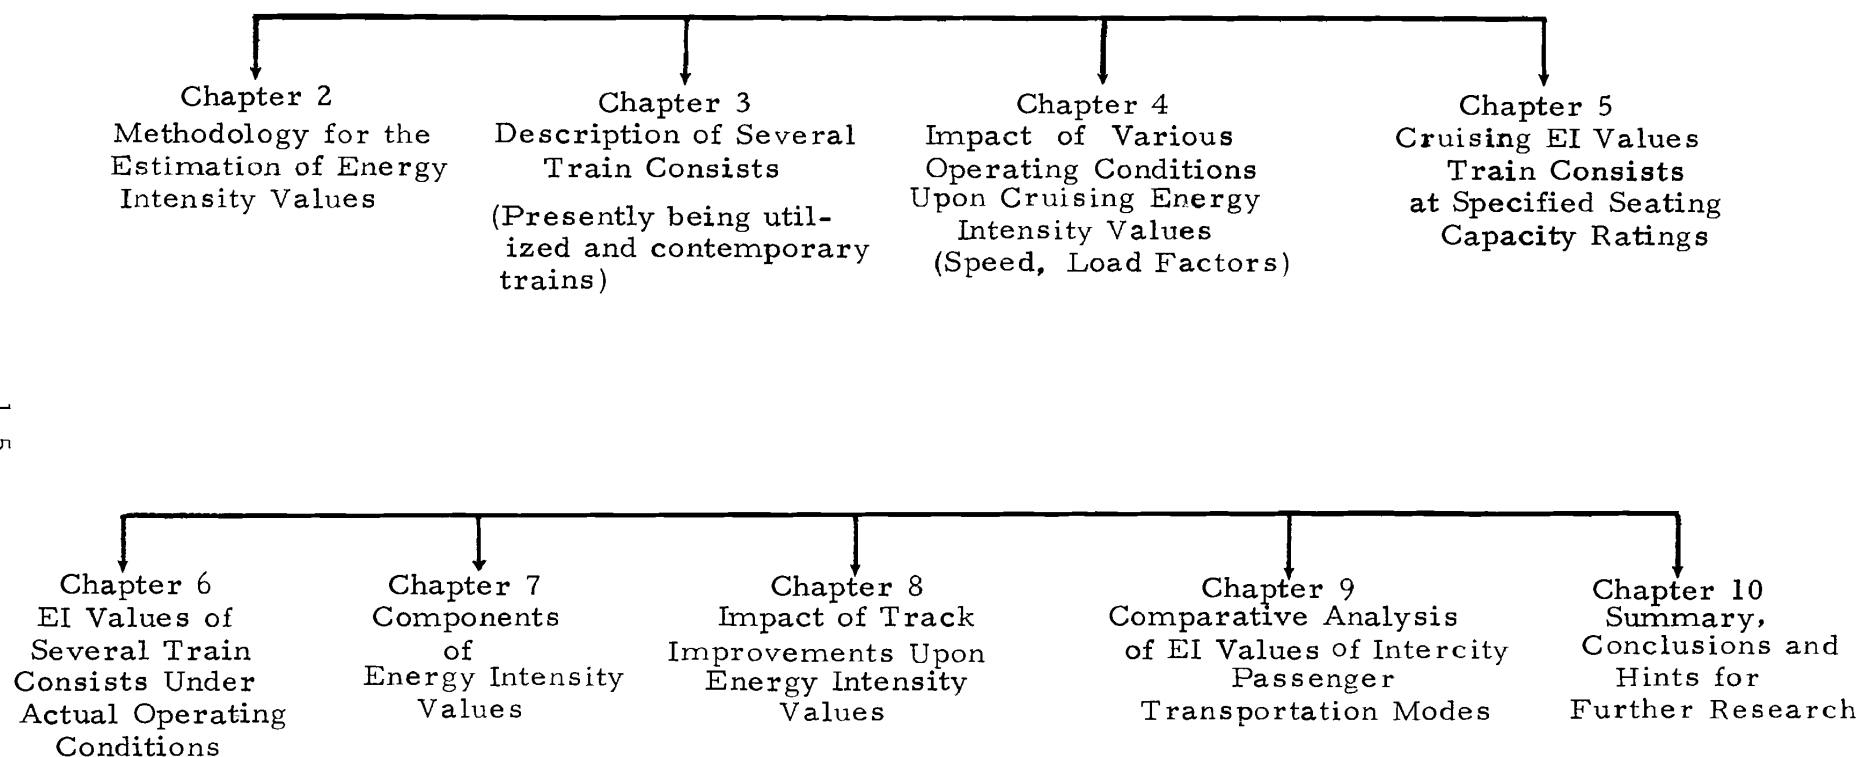 Chapter 2
Methodology for the
Estimation of Energy
Intensity Values
Chapter 3
Description of Several
Train Consists
(Presently being util-
ized and contemporary
trains)
Chapter 4
Impact of Various
Operating Conditions
Upon Cruising Energy
Intensity Values
(Speed, Load Factors)
Chapter 5
Cruising EI Values
Train Consists
at Specified Seating
Capacity Ratings
Chapter 6
EI Values of
Several Train
Consists Under
Actual Operating
Conditions
Chapter 7
Components
of
Energy Intensity
Values
Chapter 8
Impact of Track
Improvements Upon
Energy Intensity
Values
Chapter 9
Comparative Analysis
of EI Values of Intercity
Passenger
Transportation Modes
Chapter 10
Summary,
Conclusions and
Hints for
Further Research